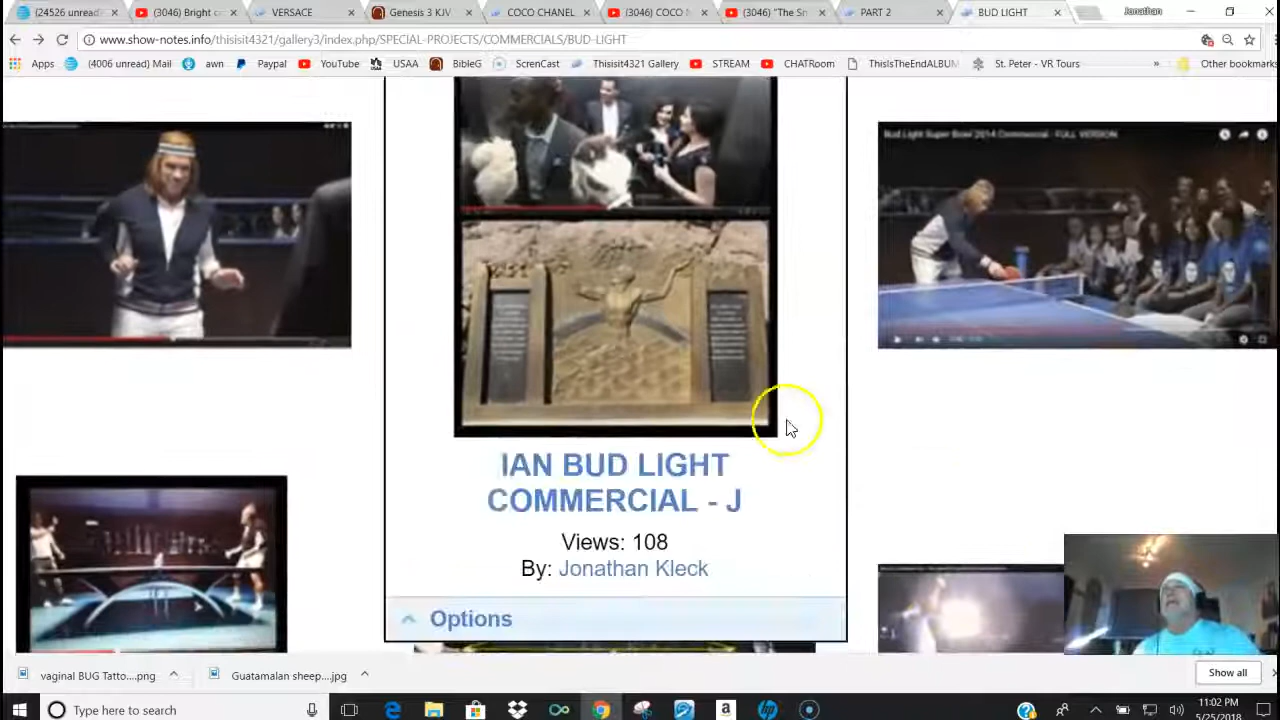 (24526 unread
(3046) Bright c
VERSACE
Genesis 3 KJV
COCO CHANEL
(3046) COCO
(3046) "The Sn
PART 2
BUD LIGHT
Jonathan
www.show-notes.info/thisisit4321/gallery3/index.php/SPECIAL-PROJECTS/COMMERCIALS/BUD-LIGHT
Apps
(4006 unread) Mail
awn
Paypal
YouTube
USAA
BibleG
ScrenCast
Thisisit4321 Gallery
STREAM
CHATRoom
ThisIsTheEndALBUM
St. Peter - VR Tours
»
Other bookmarks
Bud Light Super Bowl 2014 Commercial - FULL VERSION
IAN BUD LIGHT
COMMERCIAL - J
Views: 108
By: Jonathan Kleck
Options
vaginal BUG Tatto....png
Guatamalan sheep....jpg
Show all
Type here to search
11:02 PM
5/25/2018